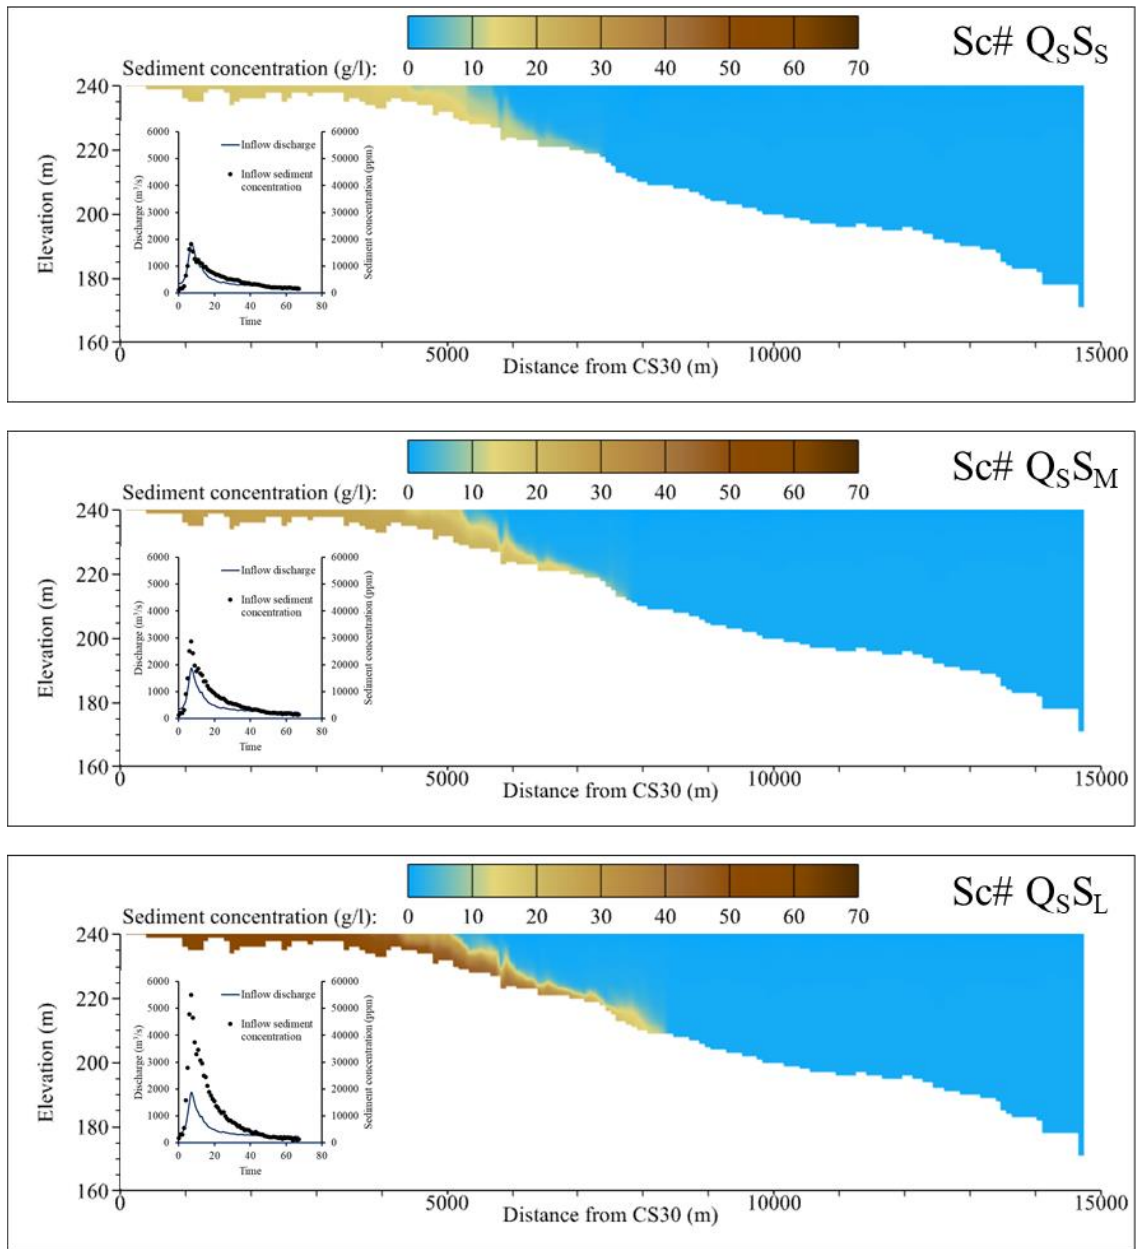 Sc# QSSS
Sediment concentration (g/l): 0 10 20 30 40 50 60 70
240
220
200
180
160
Elevation (m)
0 5000 10000 15000
Distance from CS30 (m)
6000
5000
4000
3000
2000
1000
0
Discharge (m³/s)
Inflow discharge
Inflow sediment
concentration
60000
50000
40000
30000
20000
10000
0
Sediment concentration (ppm)
0 20 40 60 80
Time
Sc# QSSM
Sediment concentration (g/l): 0 10 20 30 40 50 60 70
240
220
200
180
160
Elevation (m)
0 5000 10000 15000
Distance from CS30 (m)
6000
5000
4000
3000
2000
1000
0
Discharge (m³/s)
Inflow discharge
Inflow sediment
concentration
60000
50000
40000
30000
20000
10000
0
Sediment concentration (ppm)
0 20 40 60 80
Time
Sc# QSSL
Sediment concentration (g/l): 0 10 20 30 40 50 60 70
240
220
200
180
160
Elevation (m)
0 5000 10000 15000
Distance from CS30 (m)
6000
5000
4000
3000
2000
1000
0
Discharge (m³/s)
Inflow discharge
Inflow sediment
concentration
60000
50000
40000
30000
20000
10000
0
Sediment concentration (ppm)
0 20 40 60 80
Time